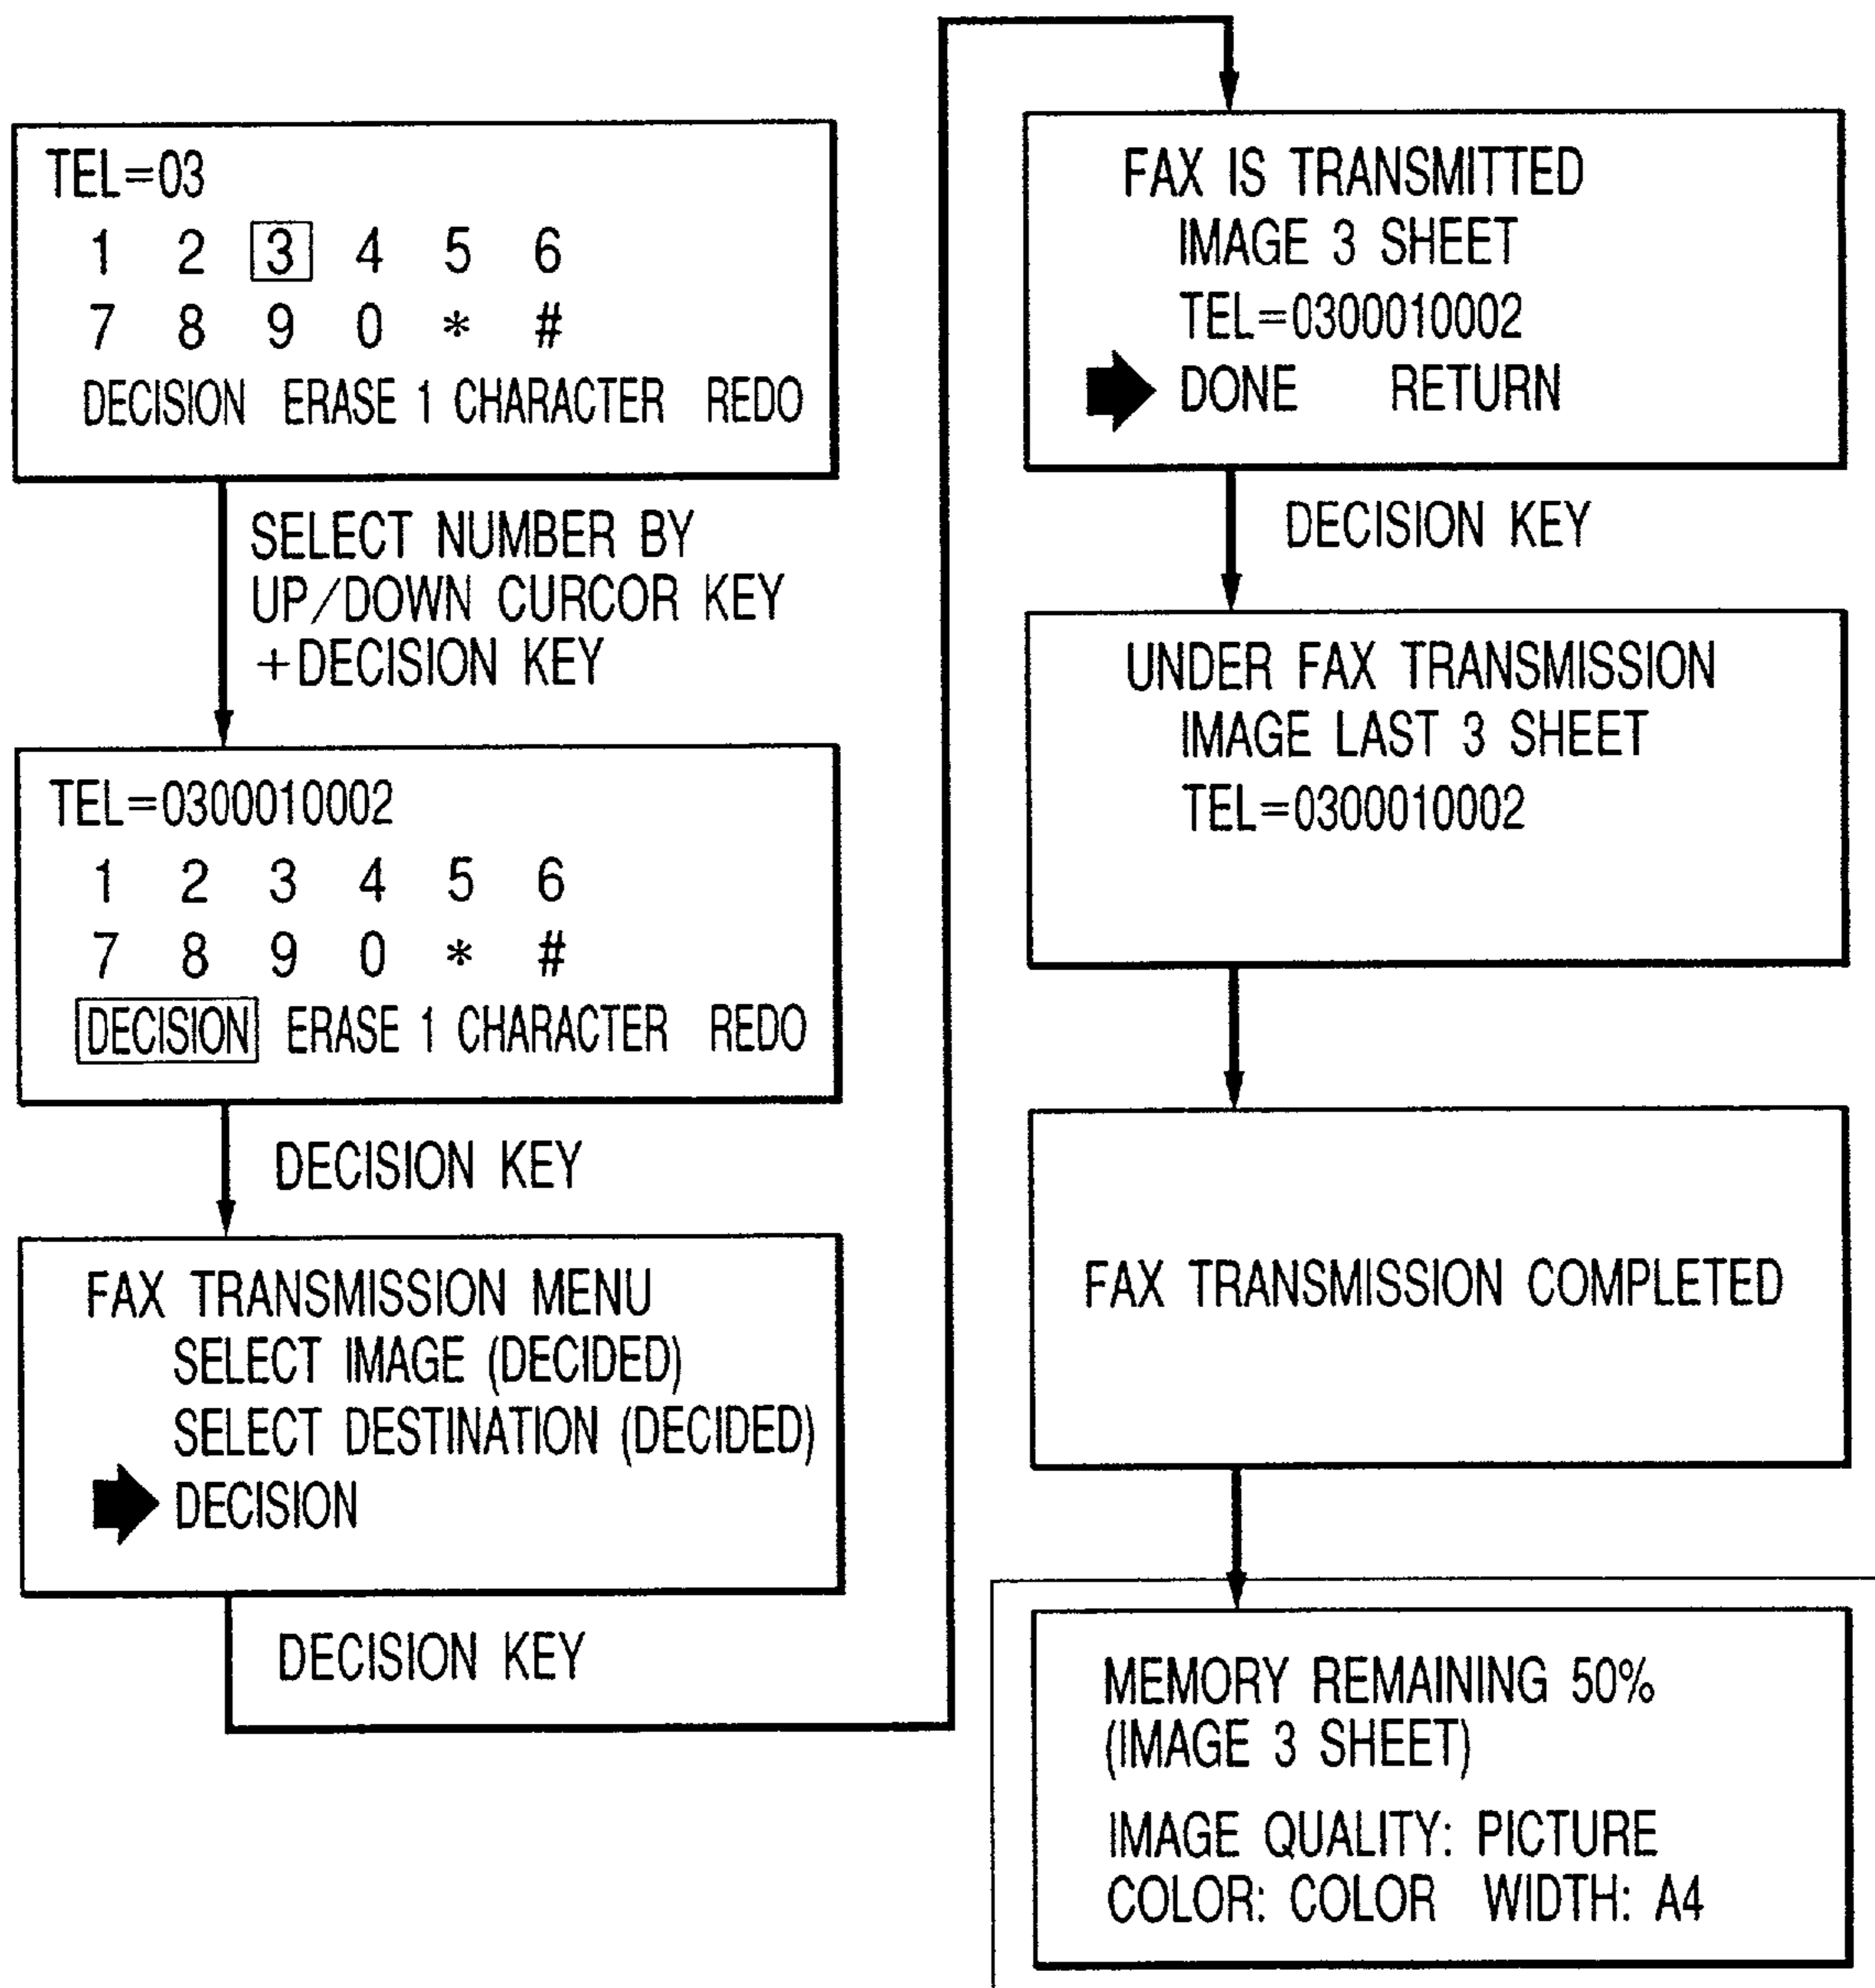 TEL=03
1 2 3 4 5 6
7 8 9 0 * #
DECISION ERASE 1 CHARACTER REDO
SELECT NUMBER BY
UP/DOWN CURCOR KEY
+DECISION KEY
TEL=0300010002
1 2 3 4 5 6
7 8 9 0 * #
DECISION ERASE 1 CHARACTER REDO
DECISION KEY
FAX TRANSMISSION MENU
SELECT IMAGE (DECIDED)
SELECT DESTINATION (DECIDED)
DECISION
DECISION KEY
FAX IS TRANSMITTED
IMAGE 3 SHEET
TEL=0300010002
DONE RETURN
DECISION KEY
UNDER FAX TRANSMISSION
IMAGE LAST 3 SHEET
TEL=0300010002
FAX TRANSMISSION COMPLETED
MEMORY REMAINING 50%
(IMAGE 3 SHEET)
IMAGE QUALITY: PICTURE
COLOR: COLOR WIDTH: A4